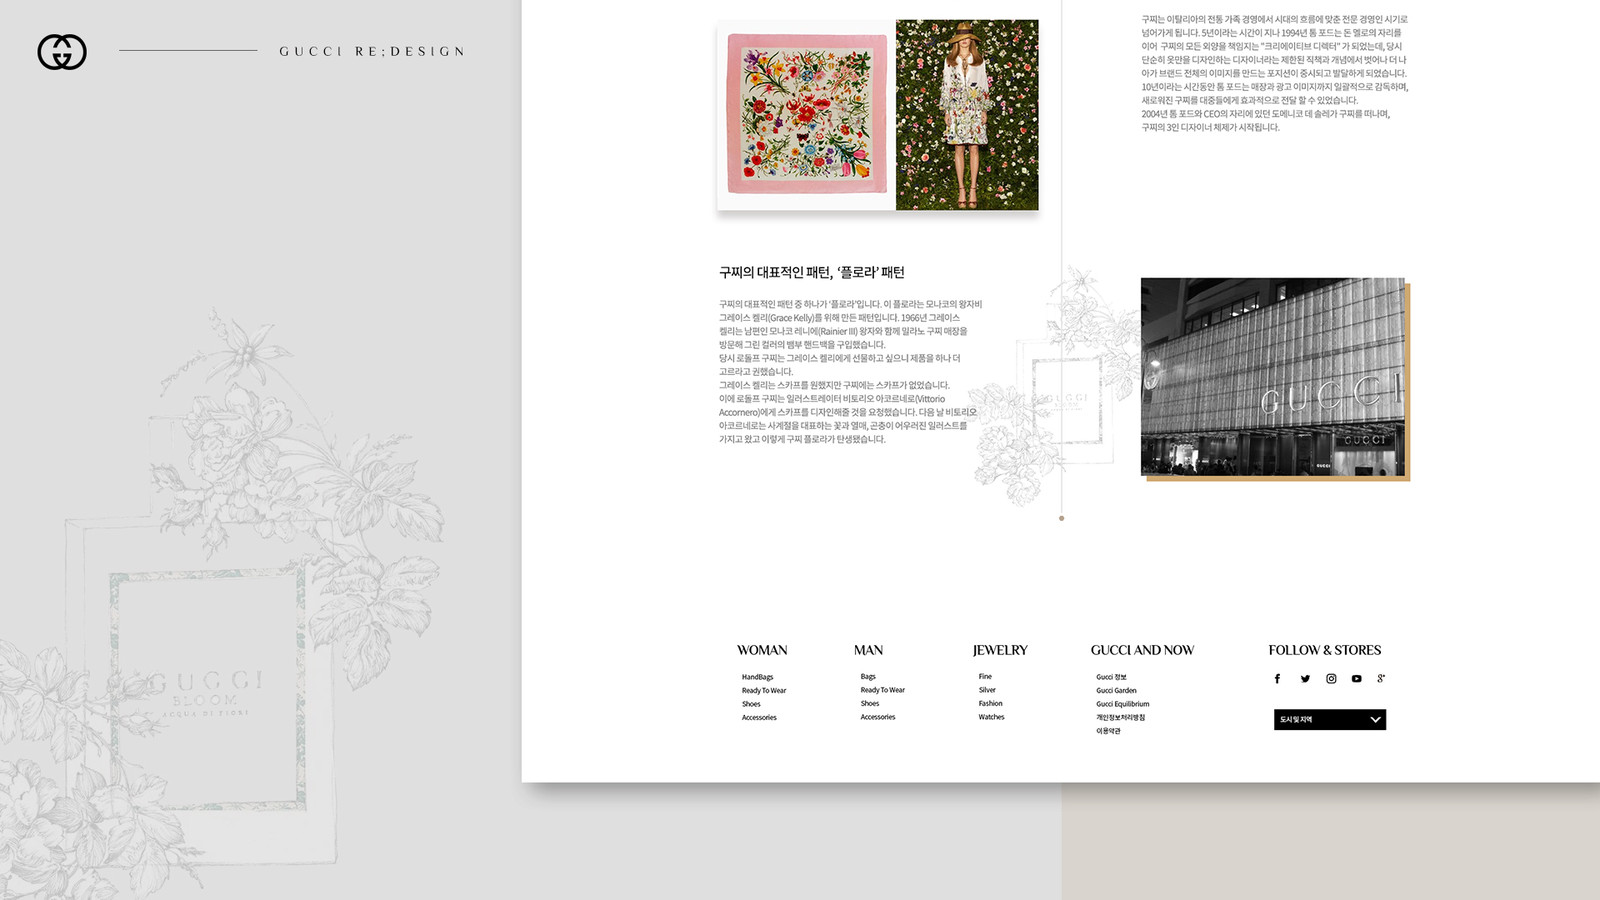 GUCCI RE;DESIGN
구찌는 이탈리아의 전통 가족 경영에서 시대의 흐름에 맞춘 전문 경영인 시기로
넘어가게 됩니다. 5년이라는 시간이 지나 1994년 톰 포드는 돈 멜로의 자리를
이어 구찌의 모든 외양을 책임지는 "크리에이티브 디렉터" 가 되었는데, 당시
단순히 옷만을 디자인하는 디자이너라는 제한된 직책과 개념에서 벗어나 더 나
아가 브랜드 전체의 이미지를 만드는 포지션이 중시되고 발달하게 되었습니다.
10년이라는 시간동안 톰 포드는 매장과 광고 이미지까지 일괄적으로 감독하며,
새로워진 구찌를 대중들에게 효과적으로 전달 할 수 있었습니다.
2004년 톰 포드와 CEO의 자리에 있던 도메니코 데 솔레가 구찌를 떠나며,
구찌의 3인 디자이너 체제가 시작됩니다.
구찌의 대표적인 패턴, ‘플로라’ 패턴
구찌의 대표적인 패턴 중 하나가 ‘플로라’입니다. 이 플로라는 모나코의 왕자비
그레이스 켈리(Grace Kelly)를 위해 만든 패턴입니다. 1966년 그레이스
켈리는 남편인 모나코 레니에(Rainier III) 왕자와 함께 밀라노 구찌 매장을
방문해 그린 컬러의 뱀부 핸드백을 구입했습니다.
당시 로돌프 구찌는 그레이스 켈리에게 선물하고 싶으니 제품을 하나 더
고르라고 권했습니다.
그레이스 켈리는 스카프를 원했지만 구찌에는 스카프가 없었습니다.
이에 로돌프 구찌는 일러스트레이터 비토리오 아코르네로(Vittorio
Accornero)에게 스카프를 디자인해줄 것을 요청했습니다. 다음 날 비토리오
아코르네로는 사계절을 대표하는 꽃과 열매, 곤충이 어우러진 일러스트를
가지고 왔고 이렇게 구찌 플로라가 탄생됐습니다.
GUCCI
BLOOM
GUCCI
GUCCI
GUCCI
GUCCI
BLOOM
ACQUA DI FIORI
WOMAN
HandBags
Ready To Wear
Shoes
Accessories
MAN
Bags
Ready To Wear
Shoes
Accessories
JEWELRY
Fine
Silver
Fashion
Watches
GUCCI AND NOW
Gucci 정보
Gucci Garden
Gucci Equilibrium
개인정보처리방침
이용약관
FOLLOW & STORES
도시 및 지역